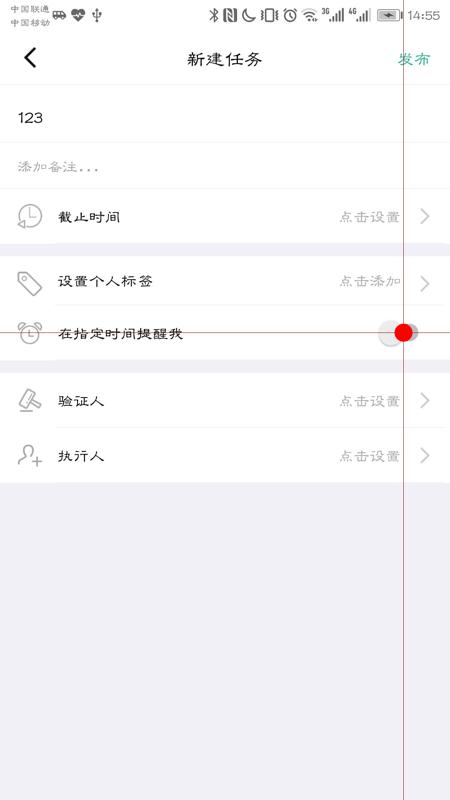 中国联通
中国移动
3G 4G 14:55
新建任务 发布
123
添加备注...
截止时间 点击设置
设置个人标签 点击添加
在指定时间提醒我
验证人 点击设置
执行人 点击设置